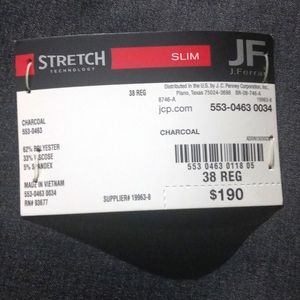 STRETCH
TECHNOLOGY
SLIM
JF
J.Ferrar
38 REG
Distributed in the U.S. by J. C. Penney Corporation, Inc.
Plano, Texas 75024-3698
8746-A
jcp.com
553-0463 0034
CHARCOAL
553-0463
CHARCOAL
62% POLYESTER
33% VISCOSE
5% SPANDEX
553 0463 0118 05
MADE IN VIETNAM
553-0463 0034
RN# 93677
SUPPLIER# 19963-8
38 REG
$190